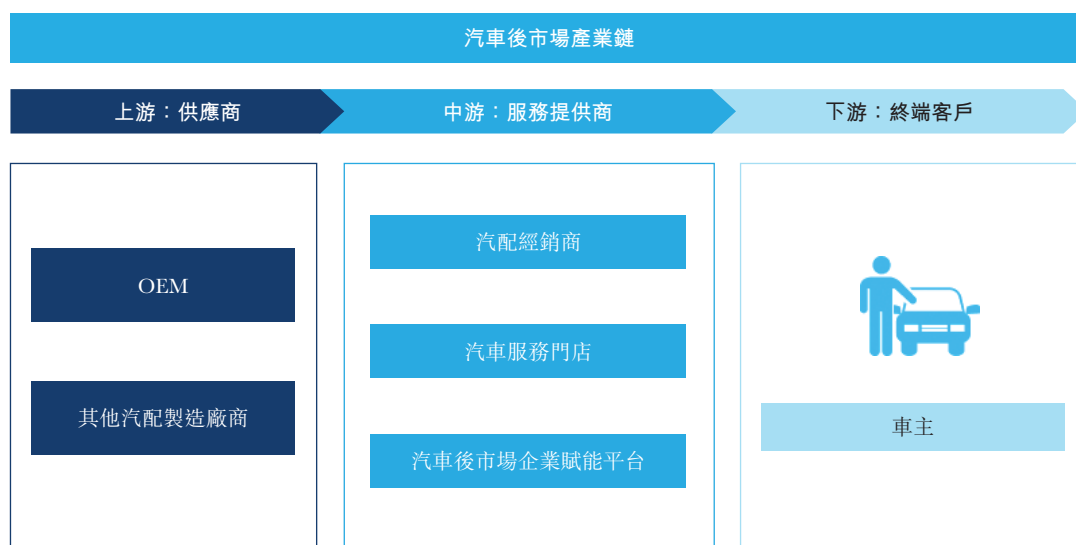 汽車後市場產業鏈
上游：供應商
中游：服務提供商
下游：終端客戶
OEM
其他汽配製造廠商
汽配經銷商
汽車服務門店
汽車後市場企業賦能平台
車主